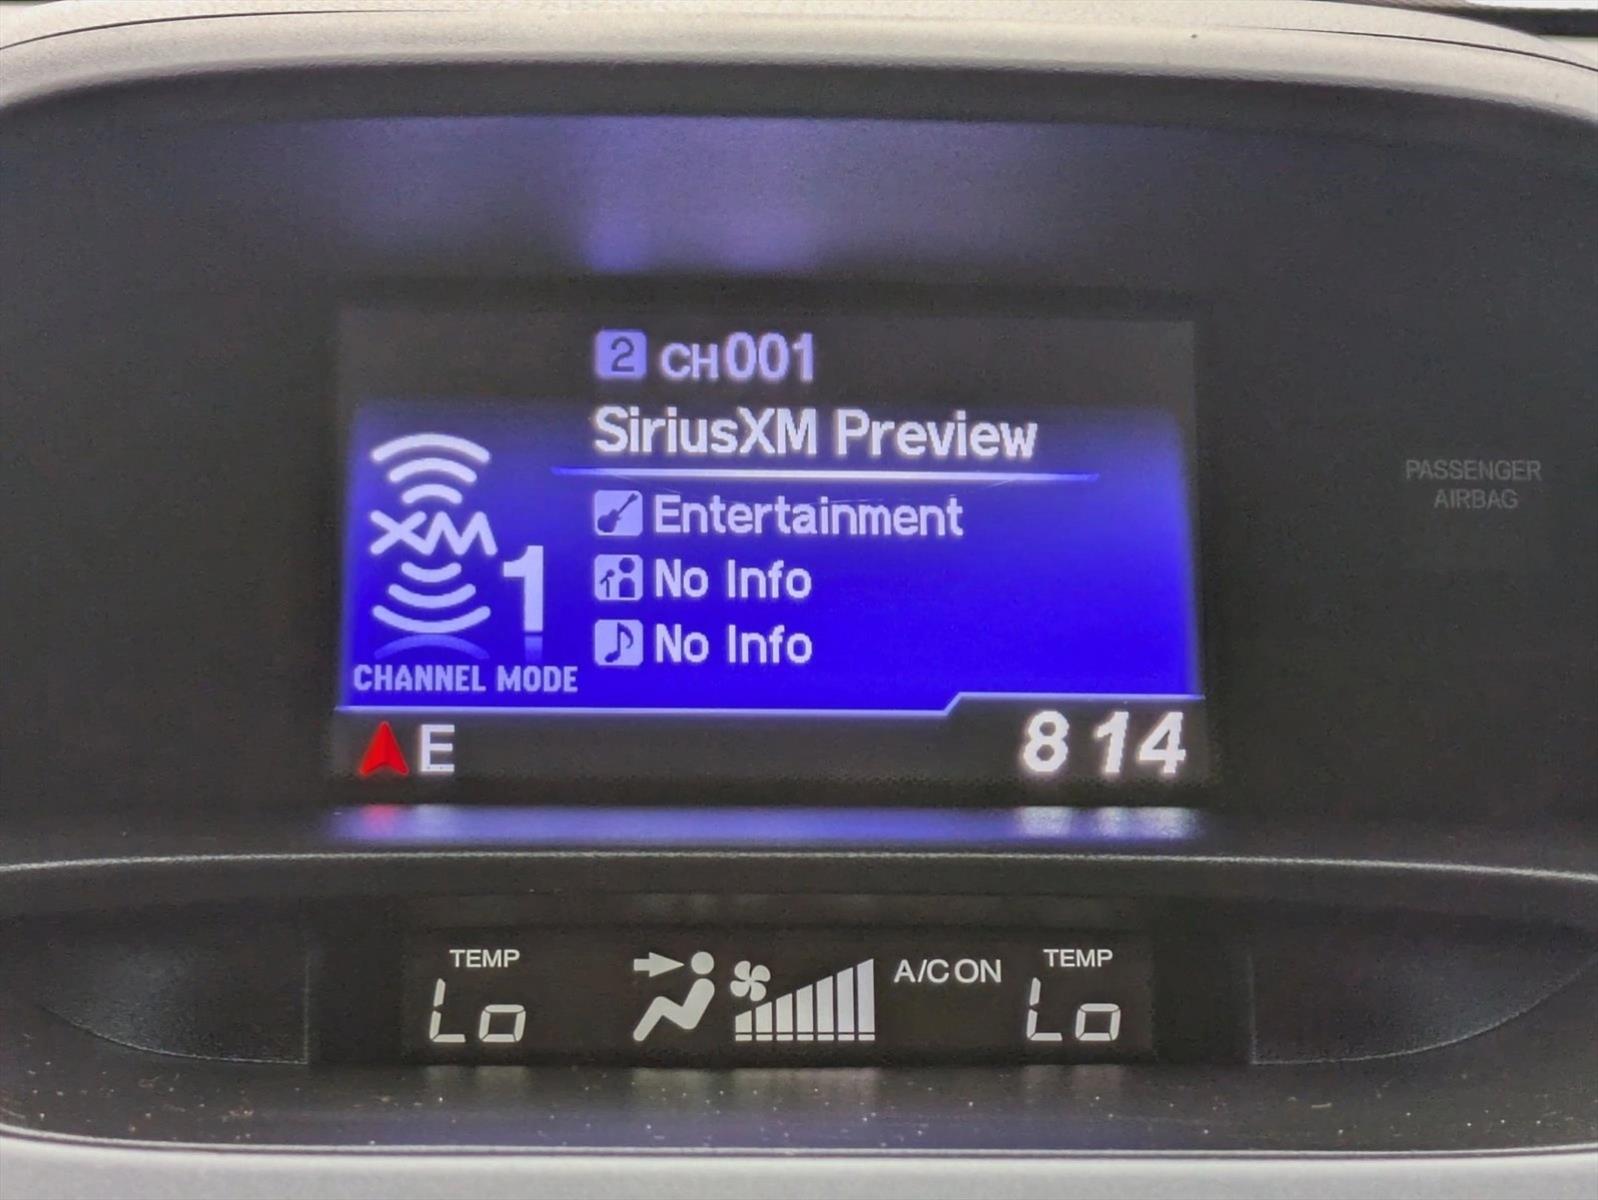 2 CH001
SiriusXM Preview
XM
1
Entertainment
No Info
No Info
CHANNEL MODE
E
8 14
PASSENGER
AIRBAG
TEMP
Lo
A/C ON
TEMP
Lo